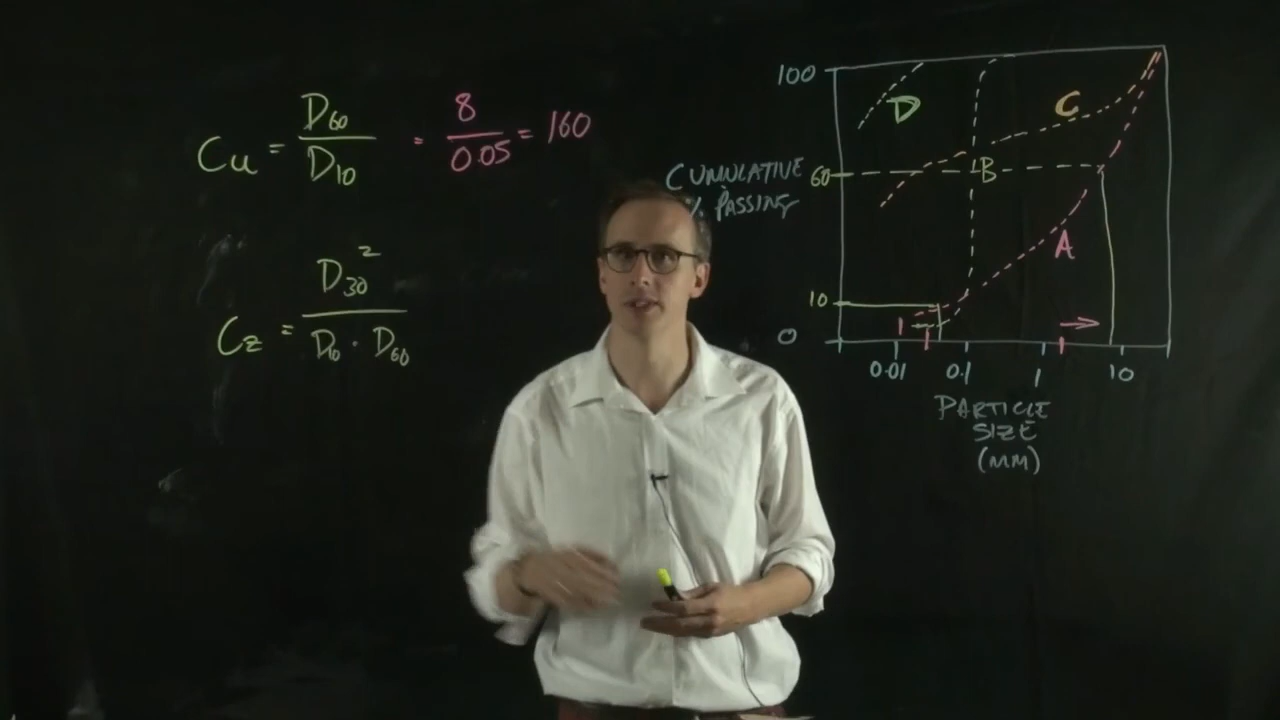 Cu = D60 / D10 = 8 / 0.05 = 160
Cz = D30² / D10 · D60
CUMULATIVE
% PASSING
100
60
10
0
D
C
B
A
0.01 0.1 1 10
PARTICLE
SIZE
(MM)